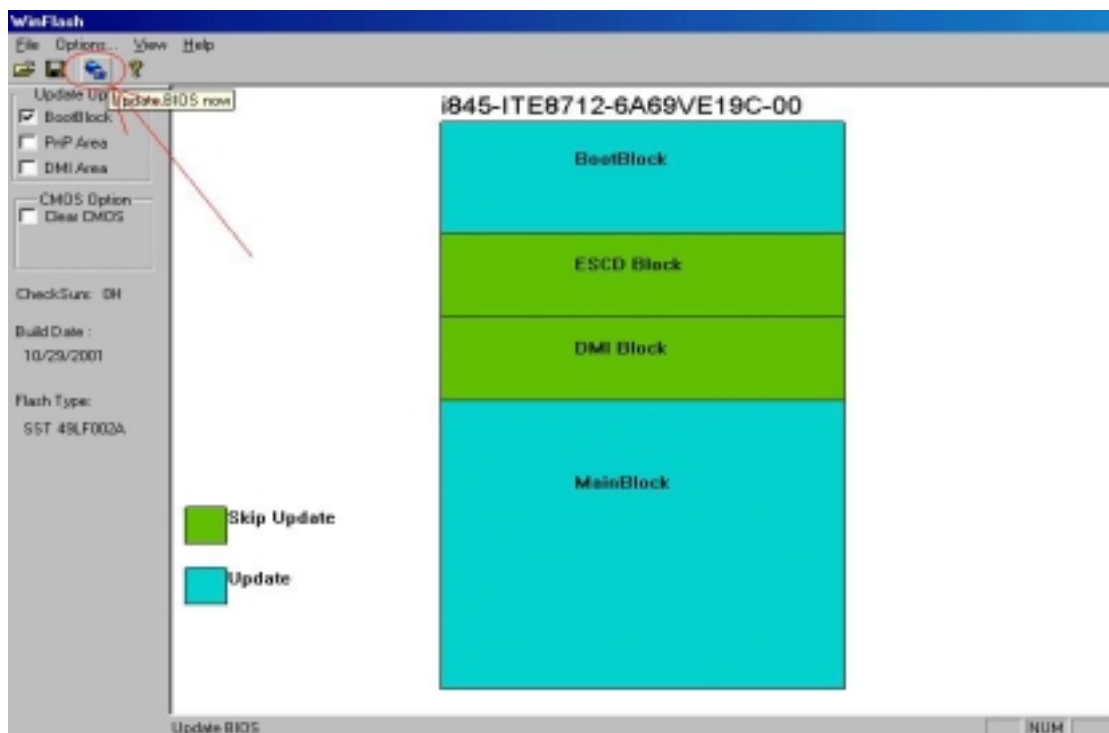 WinFlash
File Options... View Help
Update BIOS now
Update Up
BootBlock
PnP Area
DMI Area
CMOS Option
Clear CMOS
CheckSum: 0H
Build Date :
10/29/2001
Flash Type:
SST 49LF002A
i845-ITE8712-6A69VE19C-00
BootBlock
ESCD Block
DMI Block
MainBlock
Skip Update
Update
Update BIOS
NUM